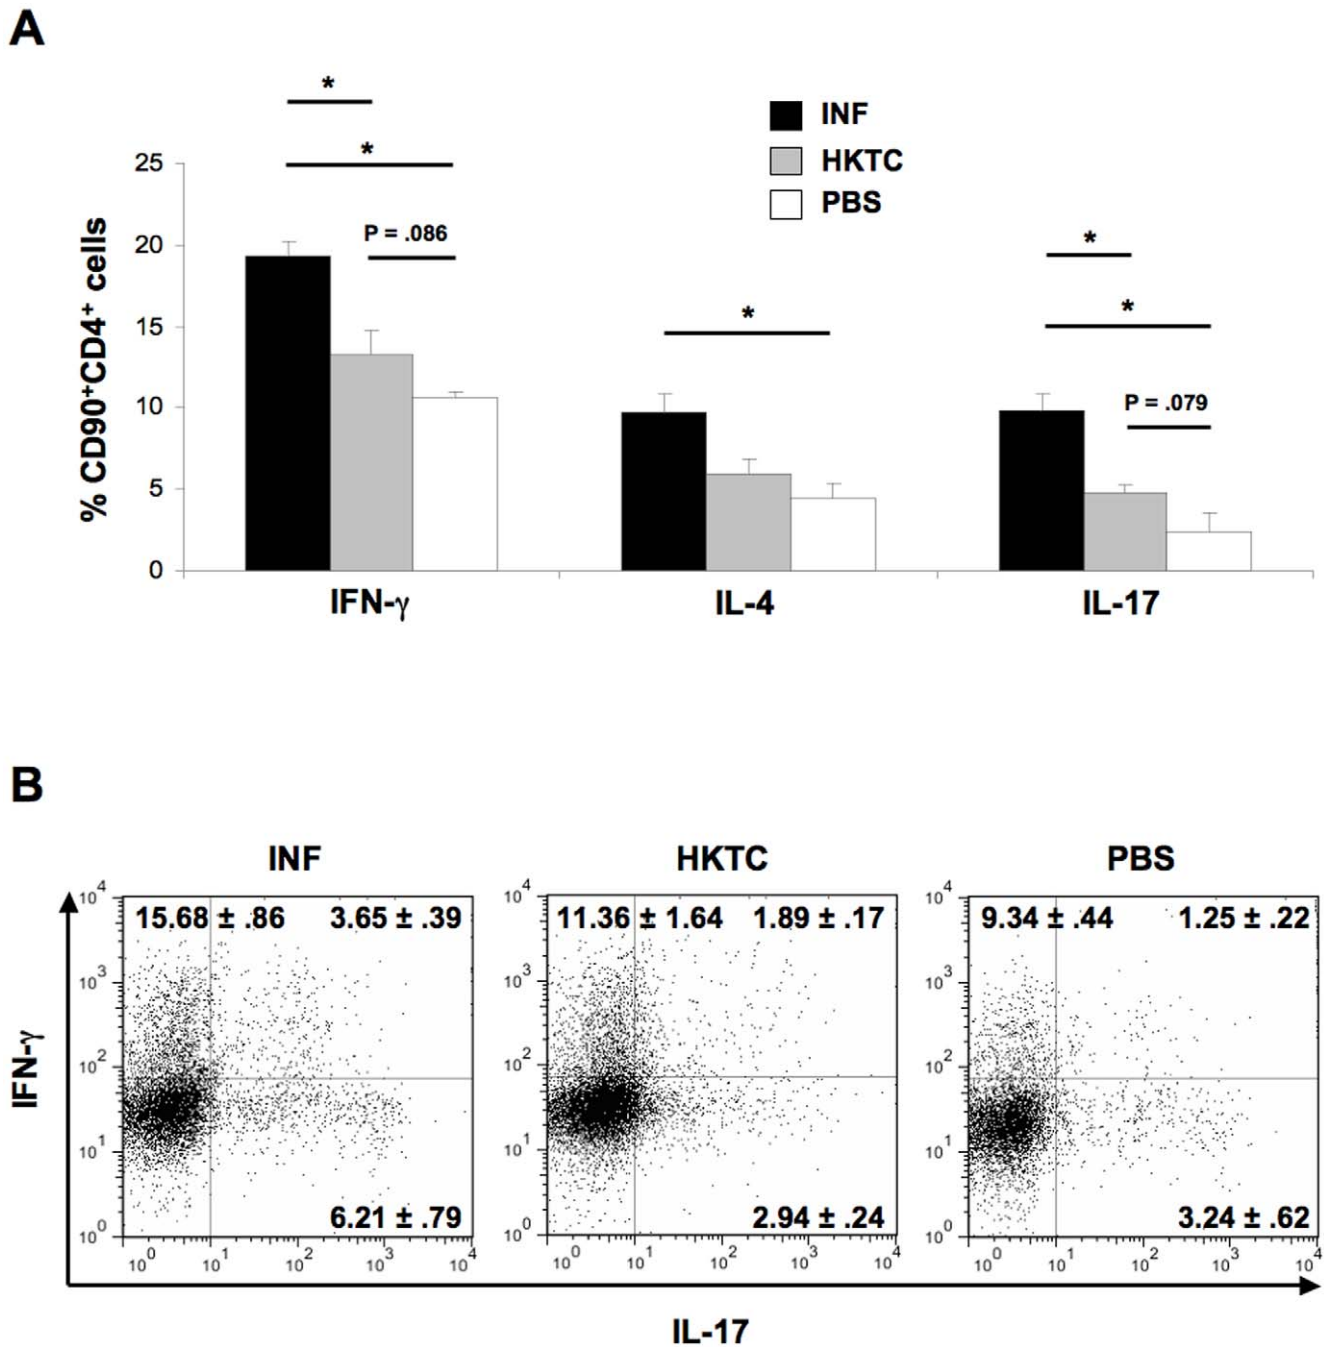 A
*
*
P = .086
*
*
*
P = .079
INF
HKTC
PBS
25
20
15
10
5
0
% CD90⁺CD4⁺ cells
IFN-γ
IL-4
IL-17
B
INF
HKTC
PBS
15.68 ± .86
3.65 ± .39
6.21 ± .79
10⁴
10³
10²
10¹
10⁰
10⁰ 10¹ 10² 10³ 10⁴
11.36 ± 1.64
1.89 ± .17
2.94 ± .24
10⁴
10³
10²
10¹
10⁰
10⁰ 10¹ 10² 10³ 10⁴
9.34 ± .44
1.25 ± .22
3.24 ± .62
10⁴
10³
10²
10¹
10⁰
10⁰ 10¹ 10² 10³ 10⁴
IFN-γ
IL-17